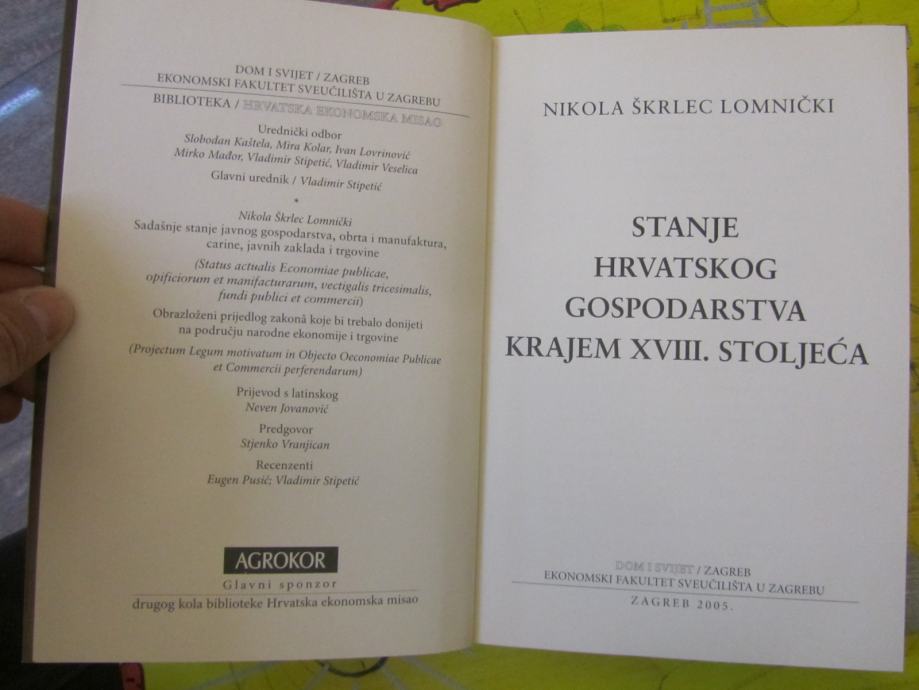 DOM I SVIJET / ZAGREB
EKONOMSKI FAKULTET SVEUČILIŠTA U ZAGREBU
BIBLIOTEKA / HRVATSKA EKONOMSKA MISAO
Urednički odbor
Slobodan Kaštela, Mira Kolar, Ivan Lovrinović
Mirko Mađor, Vladimir Stipetić, Vladimir Veselica
Glavni urednik / Vladimir Stipetić
*
Nikola Škrlec Lomnički
Sadašnje stanje javnog gospodarstva, obrta i manufaktura,
carine, javnih zaklada i trgovine
(Status actualis Economiae publicae,
opificiorum et manifacturarum, vectigalis tricesimalis,
fundi publici et commercii)
Obrazloženi prijedlog zakonâ koje bi trebalo donijeti
na području narodne ekonomije i trgovine
(Projectum Legum motivatum in Objecto Oeconomiae Publicae
et Commercii perferendarum)
Prijevod s latinskog
Neven Jovanović
Predgovor
Stjenko Vranjican
Recenzenti
Eugen Pusić; Vladimir Stipetić
AGROKOR
Glavni sponzor
drugog kola biblioteke Hrvatska ekonomska misao
NIKOLA ŠKRLEC LOMNIČKI
STANJE
HRVATSKOG
GOSPODARSTVA
KRAJEM XVIII. STOLJEĆA
DOM I SVIJET / ZAGREB
EKONOMSKI FAKULTET SVEUČILIŠTA U ZAGREBU
ZAGREB 2005.